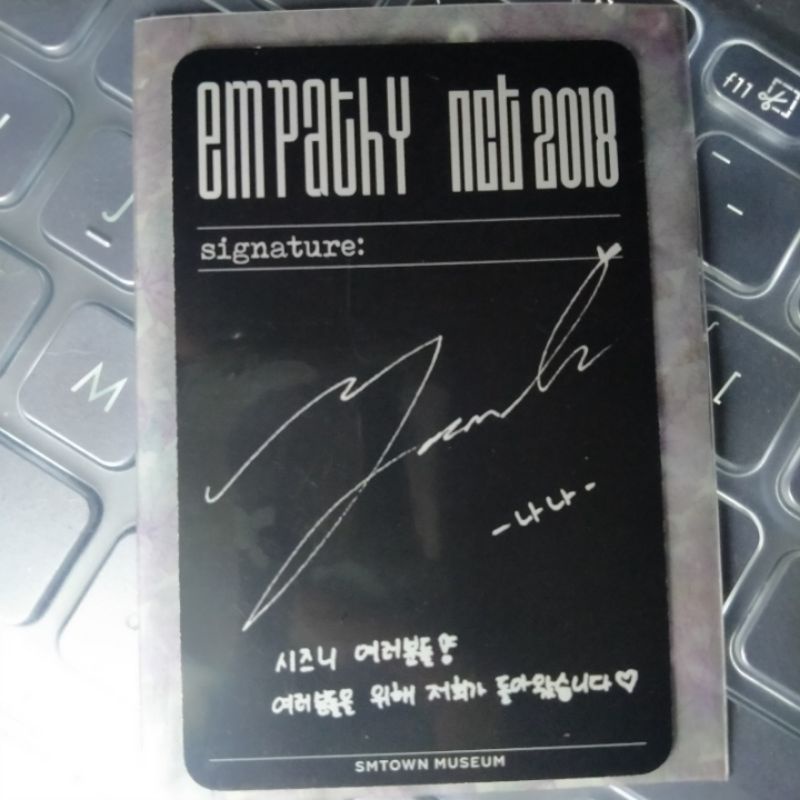 empathy nct 2018
signature:
-나나-
시즈니 여러분들
여러분들을 위해 저희가 돌아왔습니다♡
SMTOWN MUSEUM
f11
J
M